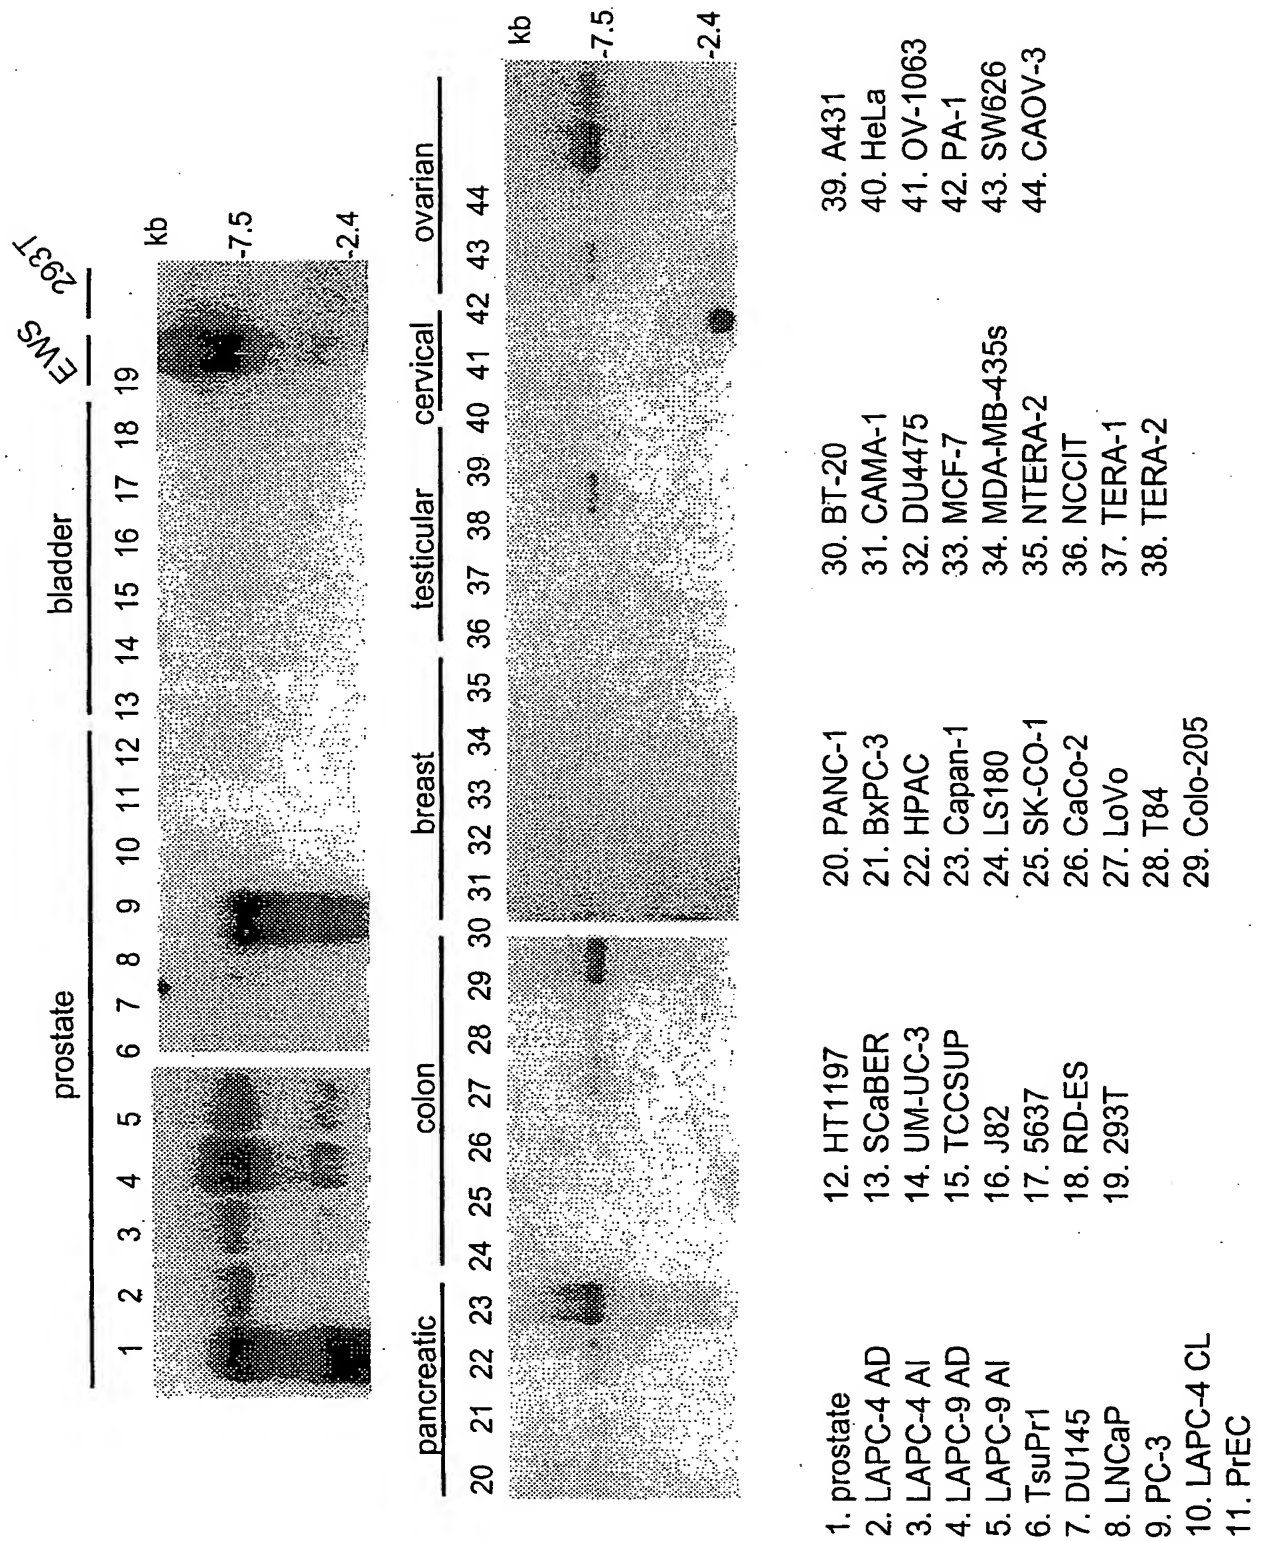 prostate
bladder
EWS
293T
1 2 3 4 5 6 7 8 9 10 11 12 13 14 15 16 17 18 19
kb
-7.5
-2.4
pancreatic
colon
breast
testicular
cervical
ovarian
20 21 22 23 24 25 26 27 28 29 30 30 31 32 33 34 35 36 37 38 39 40 41 42 43 44
kb
-7.5
-2.4
1. prostate
2. LAPC-4 AD
3. LAPC-4 AI
4. LAPC-9 AD
5. LAPC-9 AI
6. TsuPr1
7. DU145
8. LNCaP
9. PC-3
10. LAPC-4 CL
11. PrEC
12. HT1197
13. SCaBER
14. UM-UC-3
15. TCCSUP
16. J82
17. 5637
18. RD-ES
19. 293T
20. PANC-1
21. BxPC-3
22. HPAC
23. Capan-1
24. LS180
25. SK-CO-1
26. CaCo-2
27. LoVo
28. T84
29. Colo-205
30. BT-20
31. CAMA-1
32. DU4475
33. MCF-7
34. MDA-MB-435s
35. NTERA-2
36. NCCIT
37. TERA-1
38. TERA-2
39. A431
40. HeLa
41. OV-1063
42. PA-1
43. SW626
44. CAOV-3